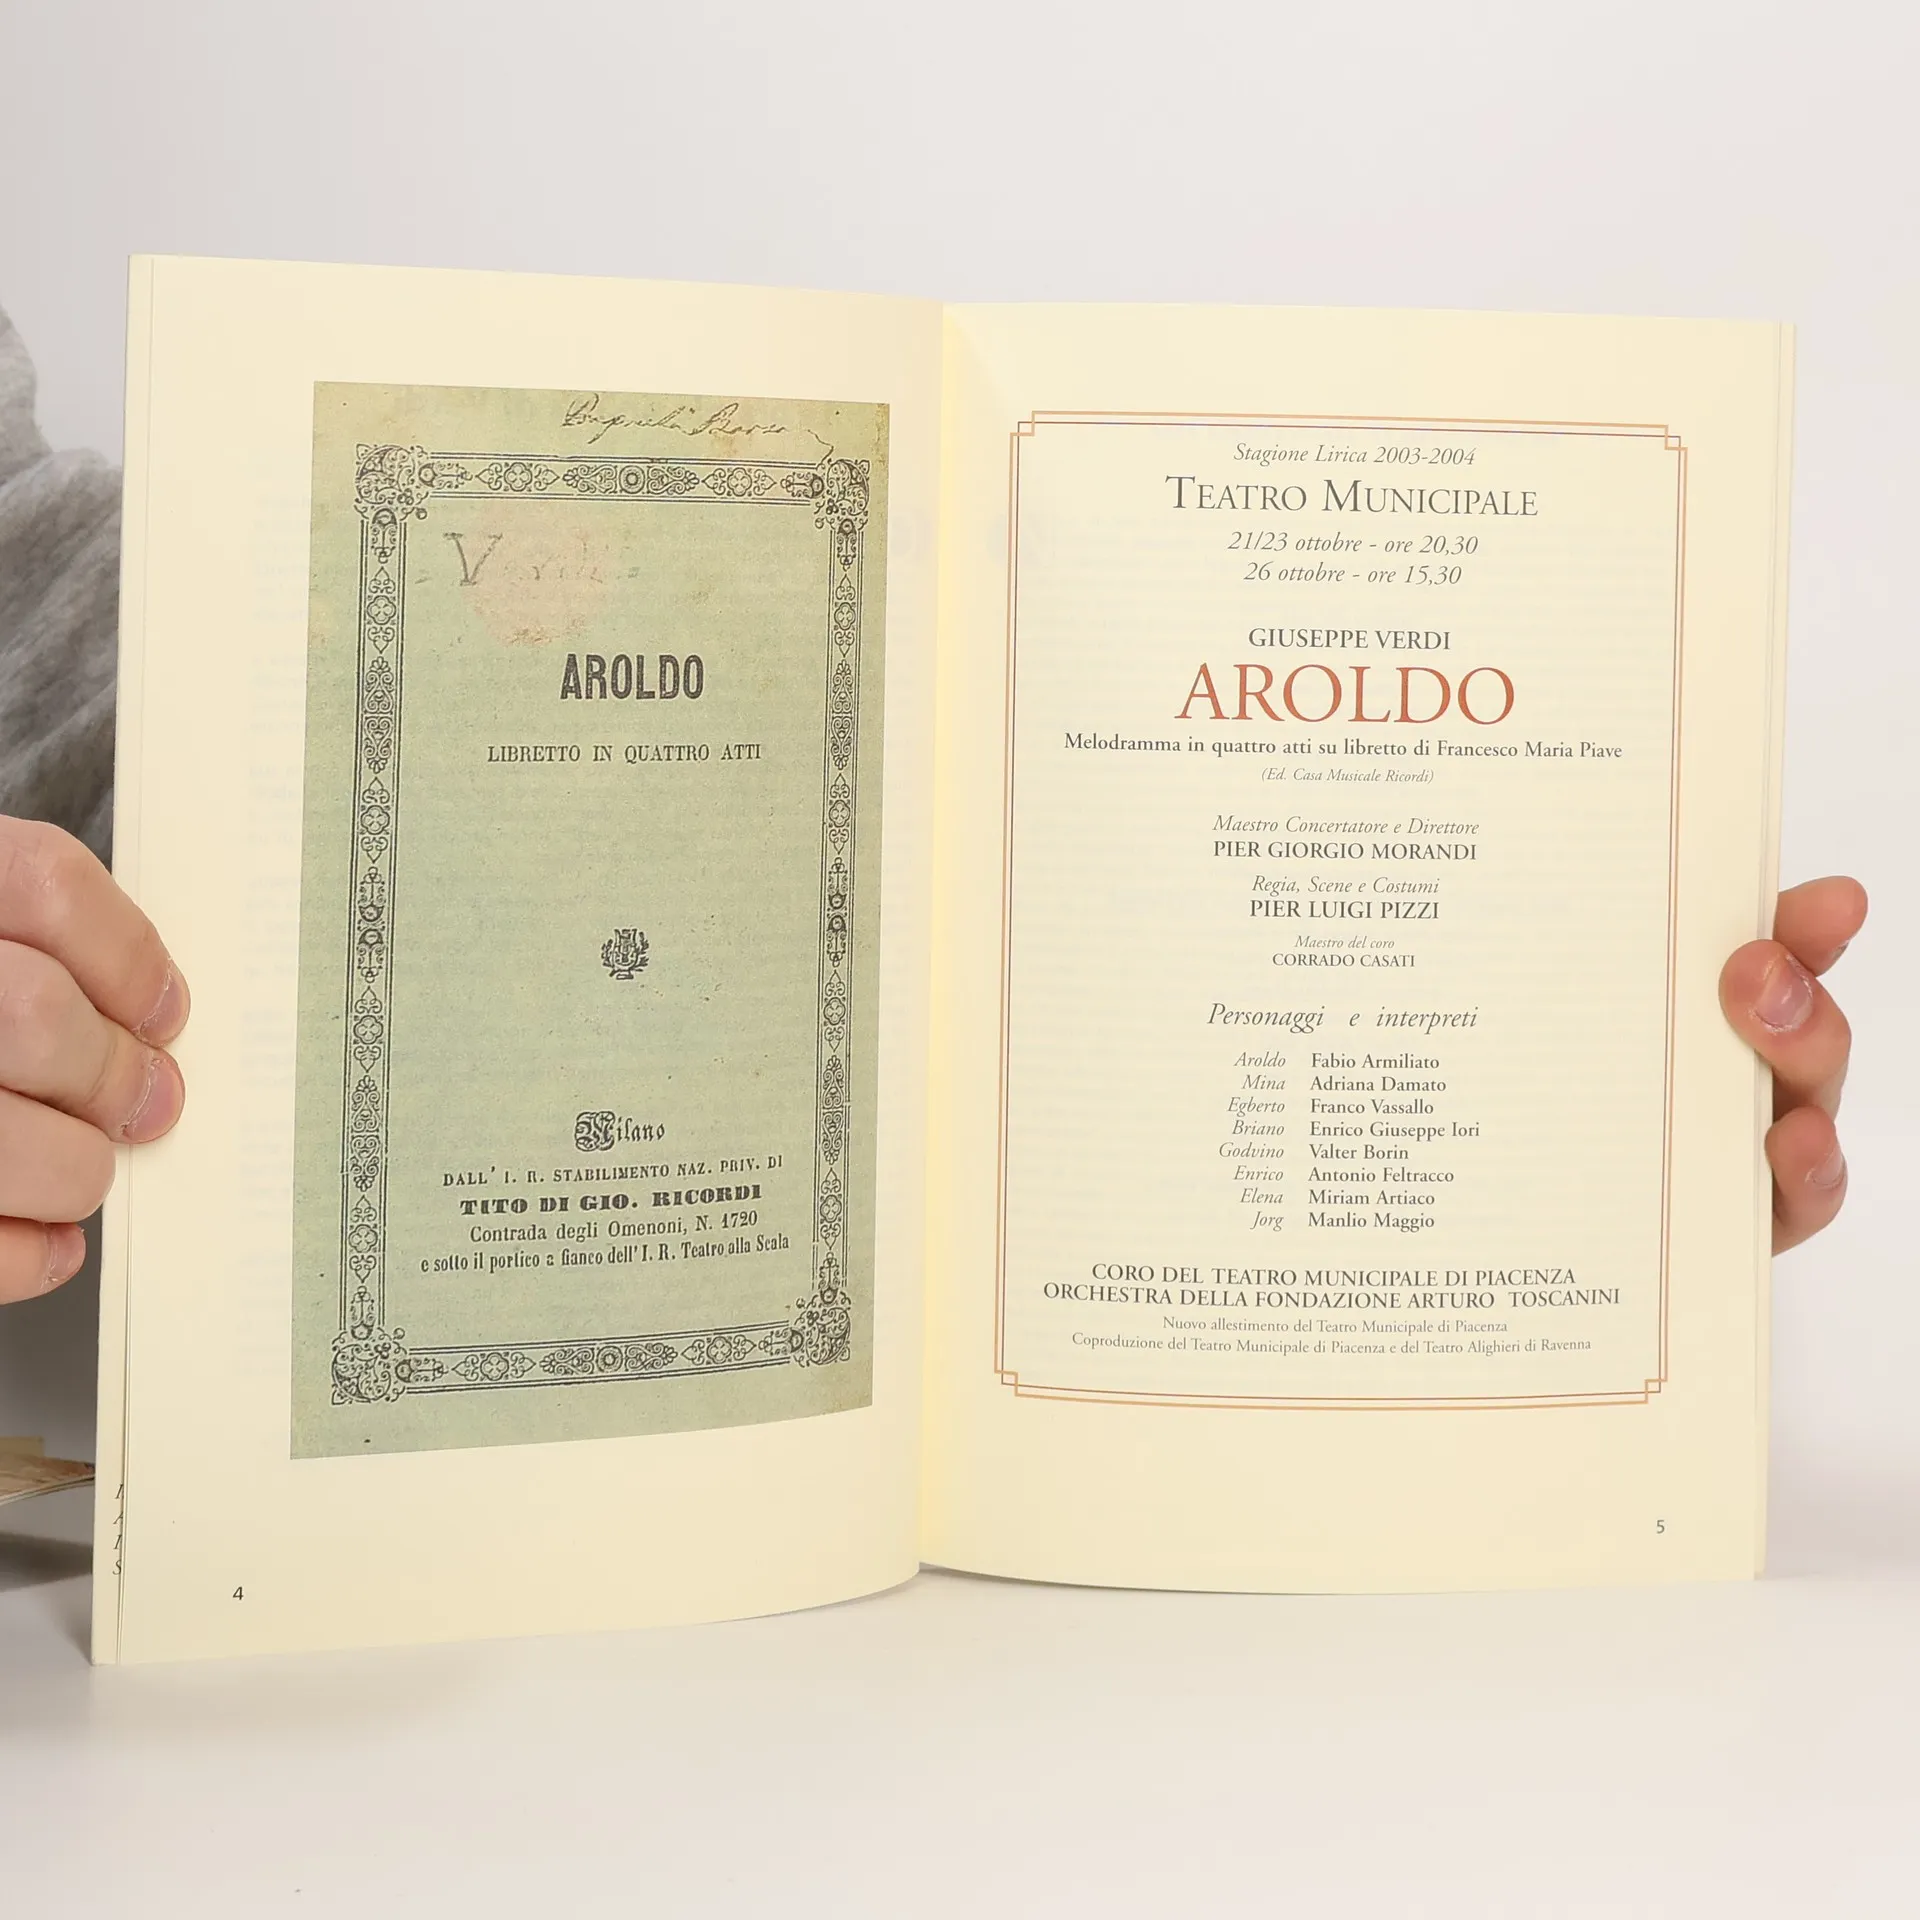 AROLDO
LIBRETTO IN QUATTRO ATTI
Milano
DALL' I. R. STABILIMENTO NAZ. PRIV. DI
TITO DI GIO. RICORDI
Contrada degli Omenoni, N. 1720
e sotto il portico a fianco dell' I. R. Teatro alla Scala
4
Stagione Lirica 2003-2004
TEATRO MUNICIPALE
21/23 ottobre - ore 20,30
26 ottobre - ore 15,30
GIUSEPPE VERDI
AROLDO
Melodramma in quattro atti su libretto di Francesco Maria Piave
(Ed. Casa Musicale Ricordi)
Maestro Concertatore e Direttore
PIER GIORGIO MORANDI
Regia, Scene e Costumi
PIER LUIGI PIZZI
Maestro del coro
CORRADO CASATI
Personaggi e interpreti
Aroldo Fabio Armiliato
Mina Adriana Damato
Egberto Franco Vassallo
Briano Enrico Giuseppe Iori
Godvino Valter Borin
Enrico Antonio Feltracco
Elena Miriam Artiaco
Jorg Manlio Maggio
CORO DEL TEATRO MUNICIPALE DI PIACENZA
ORCHESTRA DELLA FONDAZIONE ARTURO TOSCANINI
Nuovo allestimento del Teatro Municipale di Piacenza
Coproduzione del Teatro Municipale di Piacenza e del Teatro Alighieri di Ravenna
5